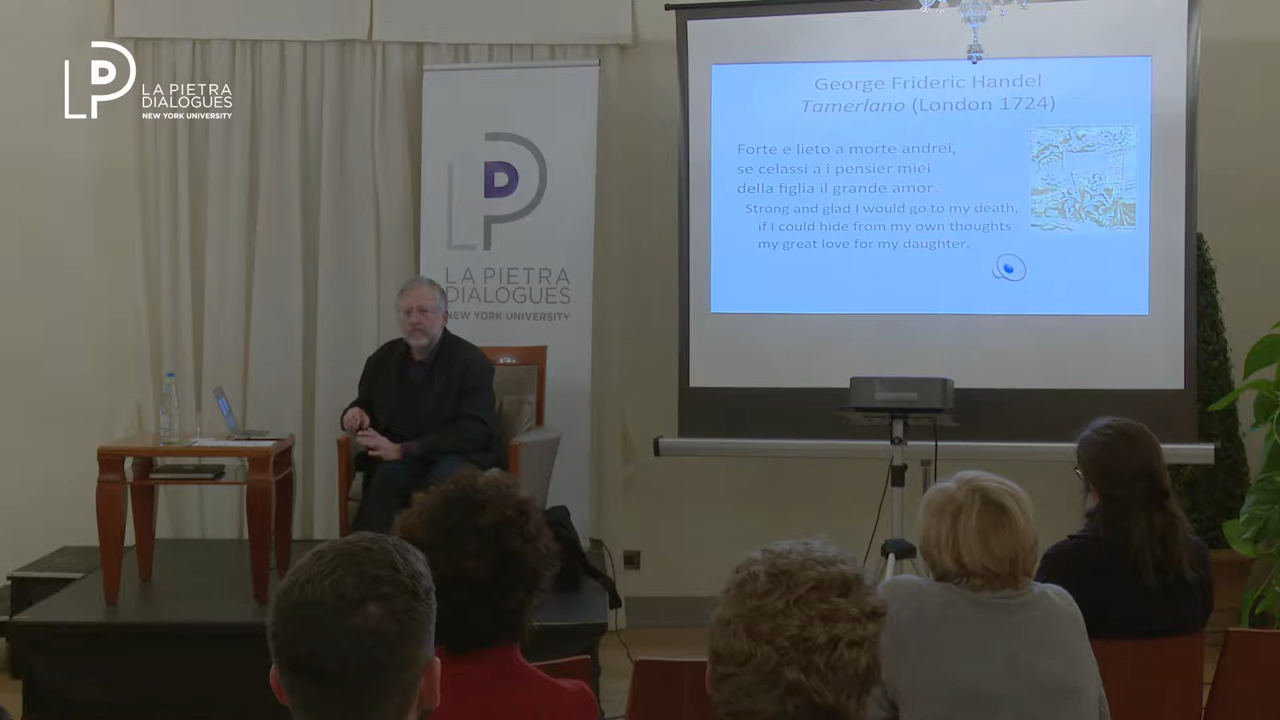 LA PIETRA
DIALOGUES
NEW YORK UNIVERSITY
LA PIETRA
DIALOGUES
NEW YORK UNIVERSITY
George Frideric Handel
Tamerlano (London 1724)
Forte e lieto a morte andrei,
se celassi a i pensier miei
della figlia il grande amor.
Strong and glad I would go to my death,
if I could hide from my own thoughts
my great love for my daughter.